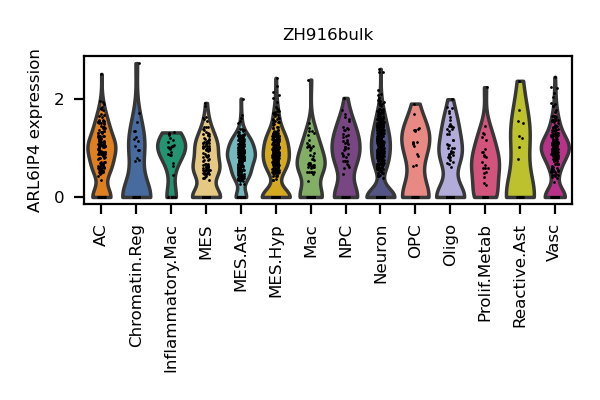 ZH916bulk
ARL6IP4 expression
2
0
AC
Chromatin.Reg
Inflammatory.Mac
MES
MES.Ast
MES.Hyp
Mac
NPC
Neuron
OPC
Oligo
Prolif.Metab
Reactive.Ast
Vasc